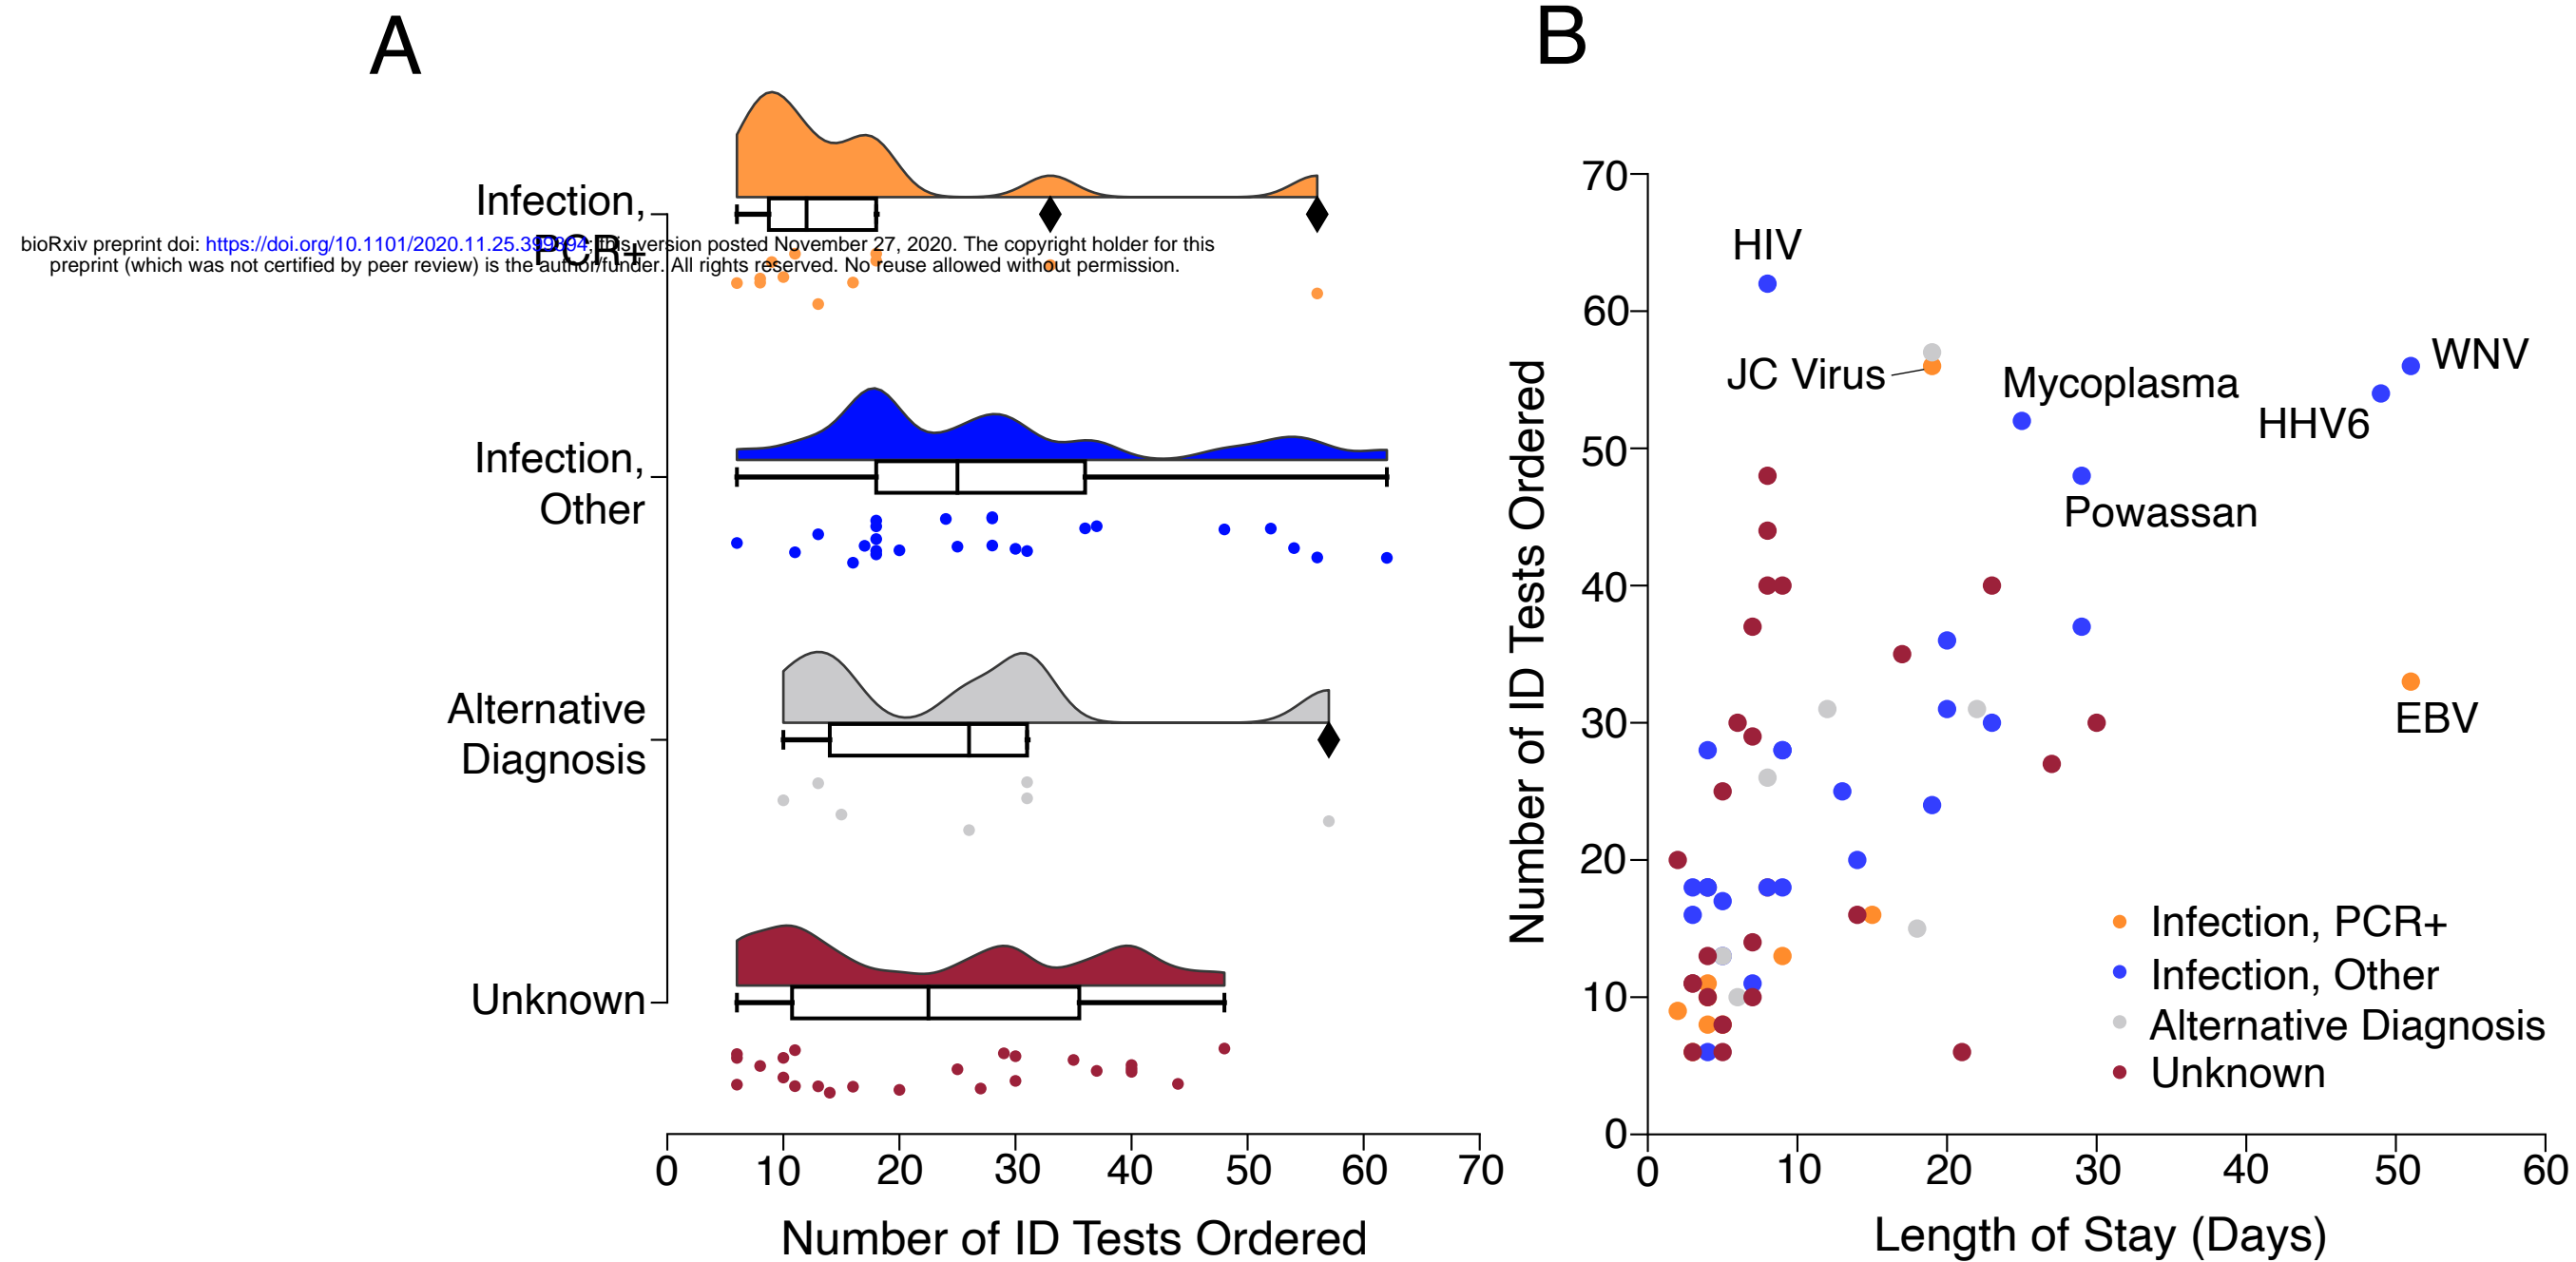 A
B
Infection,
PCR+
bioRxiv preprint doi: https://doi.org/10.1101/2020.11.25.399394; this version posted November 27, 2020. The copyright holder for this
preprint (which was not certified by peer review) is the author/funder. All rights reserved. No reuse allowed without permission.
Infection,
Other
Alternative
Diagnosis
Unknown
0 10 20 30 40 50 60 70
Number of ID Tests Ordered
Number of ID Tests Ordered
70
60
50
40
30
20
10
0
HIV
JC Virus
Mycoplasma
WNV
HHV6
Powassan
EBV
Infection, PCR+
Infection, Other
Alternative Diagnosis
Unknown
0 10 20 30 40 50 60
Length of Stay (Days)